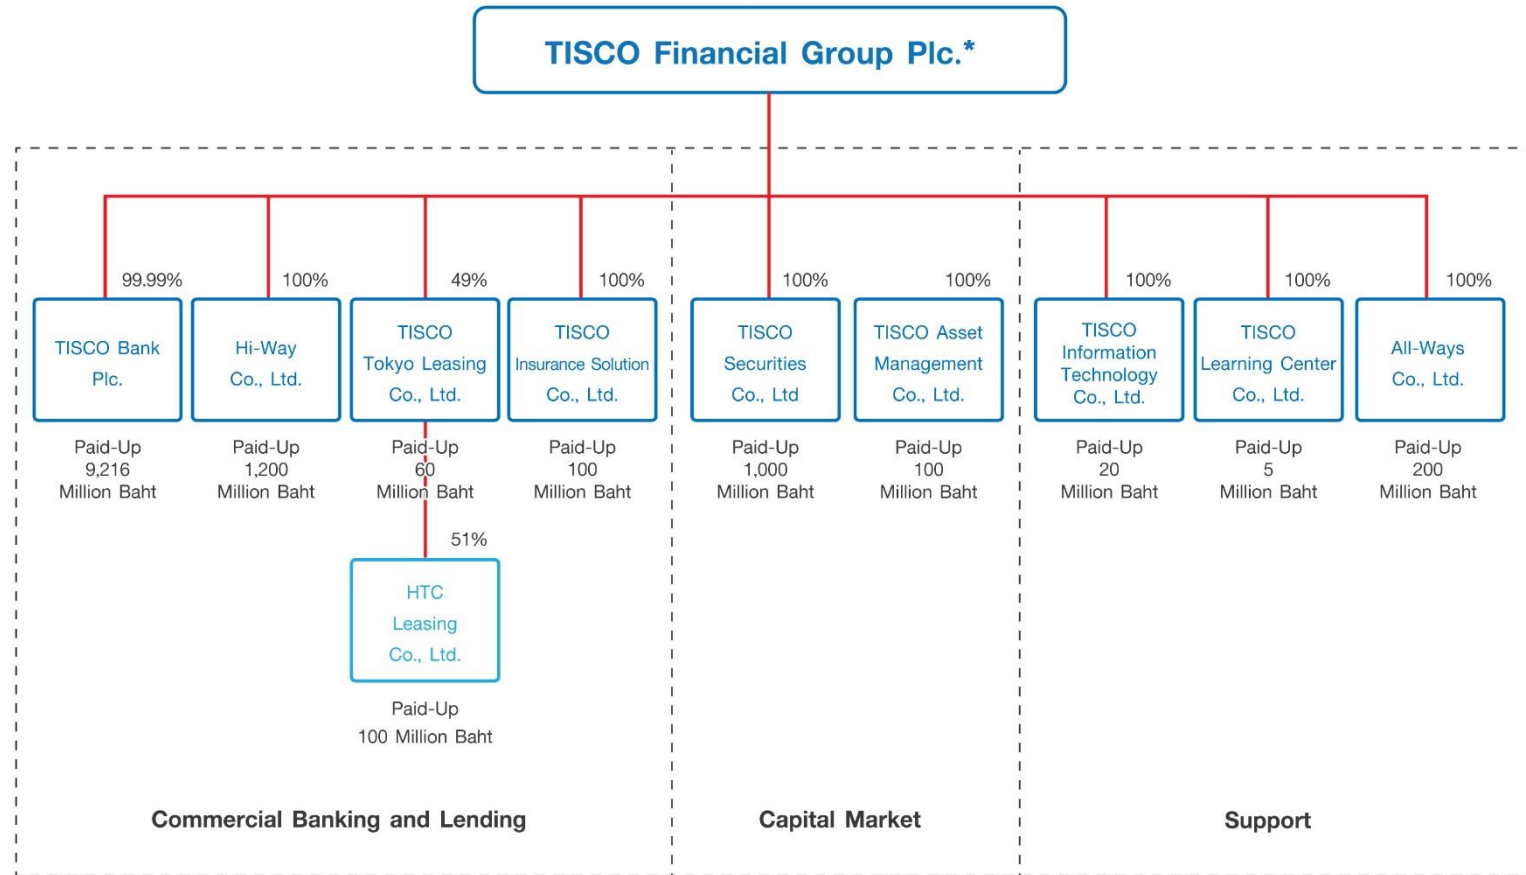 TISCO Financial Group Plc.*
99.99%
TISCO Bank
Plc.
Paid-Up
9,216
Million Baht
100%
Hi-Way
Co., Ltd.
Paid-Up
1,200
Million Baht
49%
TISCO
Tokyo Leasing
Co., Ltd.
Paid-Up
60
Million Baht
51%
HTC
Leasing
Co., Ltd.
Paid-Up
100 Million Baht
100%
TISCO
Insurance Solution
Co., Ltd.
Paid-Up
100
Million Baht
Commercial Banking and Lending
100%
TISCO
Securities
Co., Ltd
Paid-Up
1,000
Million Baht
100%
TISCO Asset
Management
Co., Ltd.
Paid-Up
100
Million Baht
Capital Market
100%
TISCO
Information
Technology
Co., Ltd.
Paid-Up
20
Million Baht
100%
TISCO
Learning Center
Co., Ltd.
Paid-Up
5
Million Baht
100%
All-Ways
Co., Ltd.
Paid-Up
200
Million Baht
Support